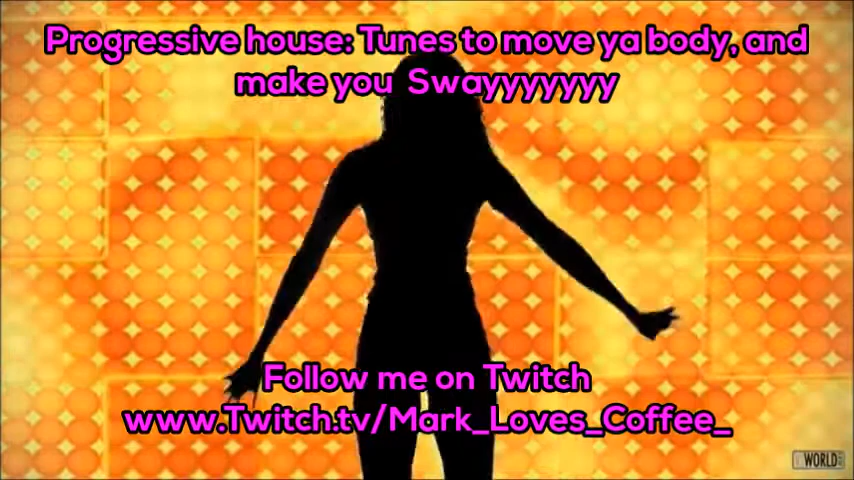 Progressive house: Tunes to move ya body, and
make you Swayyyyyyy
Follow me on Twitch
www.Twitch.tv/Mark_Loves_Coffee_
WORLD